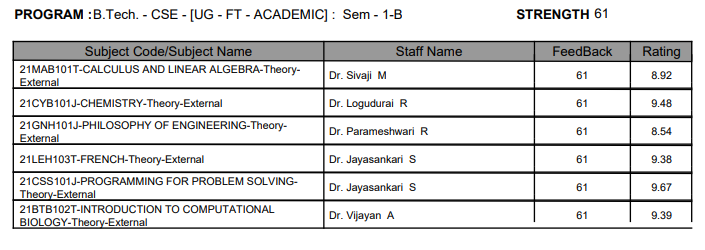 PROGRAM : B.Tech. - CSE - [UG - FT - ACADEMIC] : Sem - 1-B STRENGTH 61
Subject Code/Subject Name Staff Name FeedBack Rating
21MAB101T-CALCULUS AND LINEAR ALGEBRA-Theory-
External Dr. Sivaji M 61 8.92
21CYB101J-CHEMISTRY-Theory-External Dr. Logudurai R 61 9.48
21GNH101J-PHILOSOPHY OF ENGINEERING-Theory-
External Dr. Parameshwari R 61 8.54
21LEH103T-FRENCH-Theory-External Dr. Jayasankari S 61 9.38
21CSS101J-PROGRAMMING FOR PROBLEM SOLVING-
Theory-External Dr. Jayasankari S 61 9.67
21BTB102T-INTRODUCTION TO COMPUTATIONAL
BIOLOGY-Theory-External Dr. Vijayan A 61 9.39